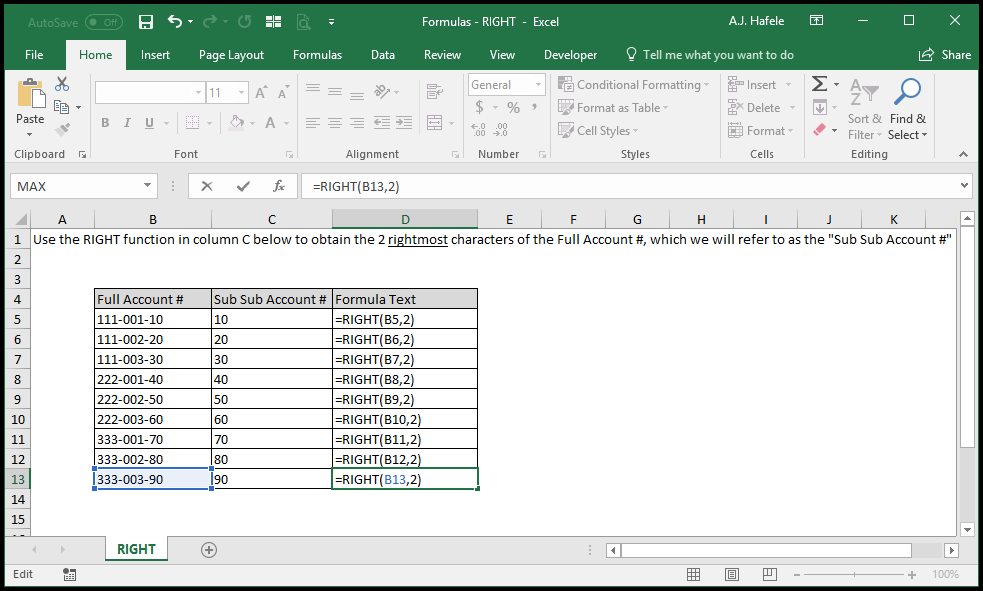 AutoSave Off Formulas - RIGHT - Excel A.J. Hafele
File Home Insert Page Layout Formulas Data Review View Developer Tell me what you want to do Share
Paste
11
B I U A
General
$ % ,
Conditional Formatting
Format as Table
Cell Styles
Insert
Delete
Format
Sort & Filter
Find & Select
Clipboard Font Alignment Number Styles Cells Editing
MAX fx =RIGHT(B13,2)
A B C D E F G H I J K
1 Use the RIGHT function in column C below to obtain the 2 rightmost characters of the Full Account #, which we will refer to as the "Sub Sub Account #"
2
3
4 Full Account # Sub Sub Account # Formula Text
5 111-001-10 10 =RIGHT(B5,2)
6 111-002-20 20 =RIGHT(B6,2)
7 111-003-30 30 =RIGHT(B7,2)
8 222-001-40 40 =RIGHT(B8,2)
9 222-002-50 50 =RIGHT(B9,2)
10 222-003-60 60 =RIGHT(B10,2)
11 333-001-70 70 =RIGHT(B11,2)
12 333-002-80 80 =RIGHT(B12,2)
13 333-003-90 90 =RIGHT(B13,2)
14
15
RIGHT
Edit 100%